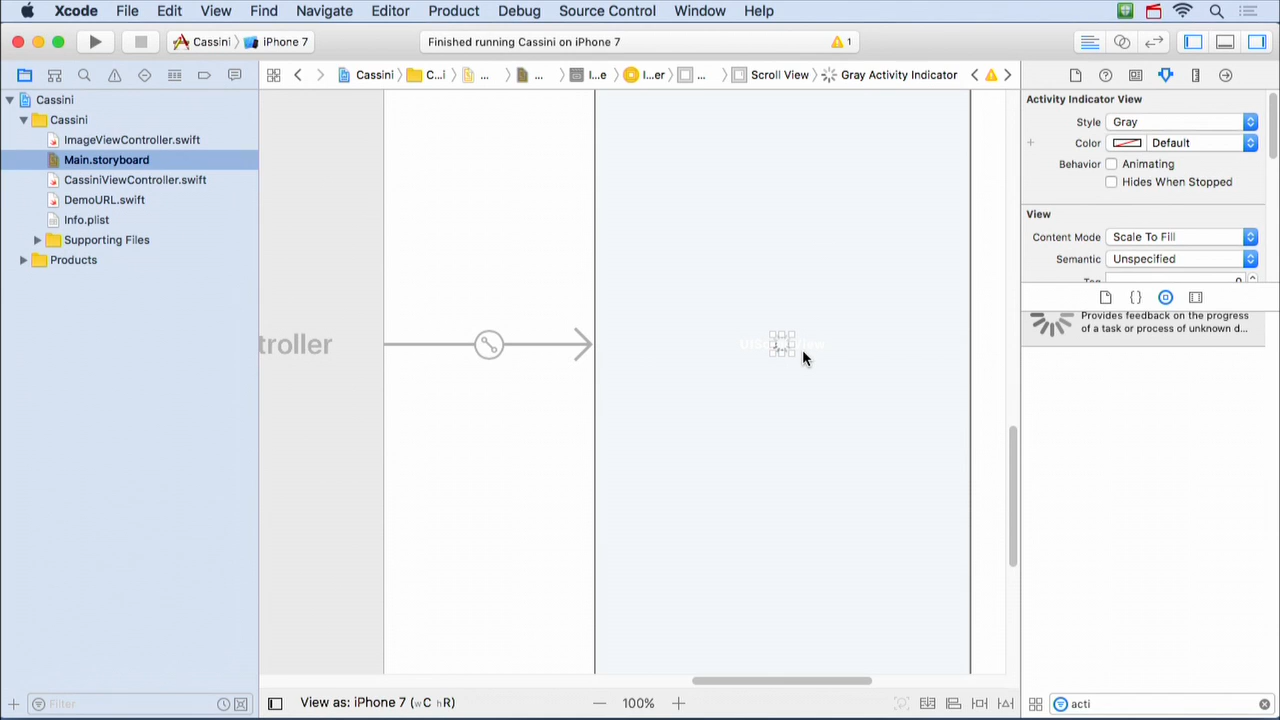 Xcode File Edit View Find Navigate Editor Product Debug Source Control Window Help
Cassini iPhone 7 Finished running Cassini on iPhone 7 1
Cassini C...i ... ... I...e I...er ... Scroll View Gray Activity Indicator
Cassini
Cassini
ImageViewController.swift
Main.storyboard
CassiniViewController.swift
DemoURL.swift
Info.plist
Supporting Files
Products
troller
Activity Indicator View
Style Gray
Color Default
Behavior Animating
Hides When Stopped
View
Content Mode Scale To Fill
Semantic Unspecified
Provides feedback on the progress
of a task or process of unknown d...
Filter
View as: iPhone 7 (wC hR)
100%
acti